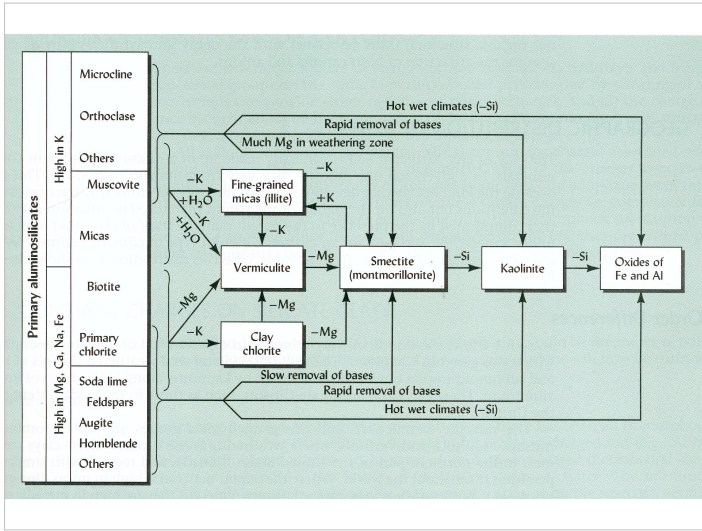 Primary aluminosilicates
High in K
High in Mg, Ca, Na, Fe
Microcline
Orthoclase
Others
Muscovite
Micas
Biotite
Primary
chlorite
Soda lime
Feldspars
Augite
Hornblende
Others
Hot wet climates (–Si)
Rapid removal of bases
Much Mg in weathering zone
–K
+H₂O
–K
+H₂O
Fine-grained
micas (illite)
–K
+K
–K
Vermiculite
–Mg
Smectite
(montmorillonite)
–Si
Kaolinite
–Si
Oxides of
Fe and Al
–Mg
–Mg
–K
Clay
chlorite
–Mg
Slow removal of bases
Rapid removal of bases
Hot wet climates (–Si)